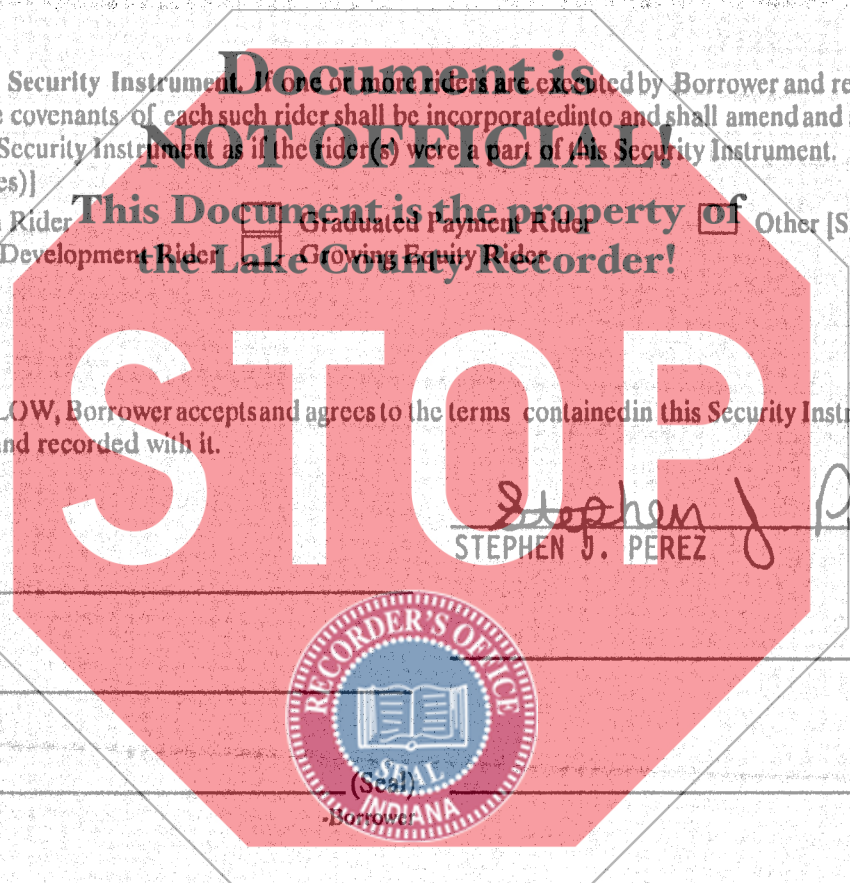 Document is
Security Instrument. If one or more riders are executed by Borrower and re
covenants of each such rider shall be incorporatedinto and shall amend and
NOT OFFICIAL!
Security Instrument as if the rider(s) were a part of this Security Instrument.
es)]
This Document is the property of
Rider Graduated Payment Rider Other [S
Development Rider Growing Equity Rider
the Lake County Recorder!
STOP
LOW, Borrower accepts and agrees to the terms containedin this Security Instr
nd recorded with it.
Stephen J P
STEPHEN J. PEREZ
RECORDER'S OFFICE
SEAL
INDIANA
(Seal)
-Borrower